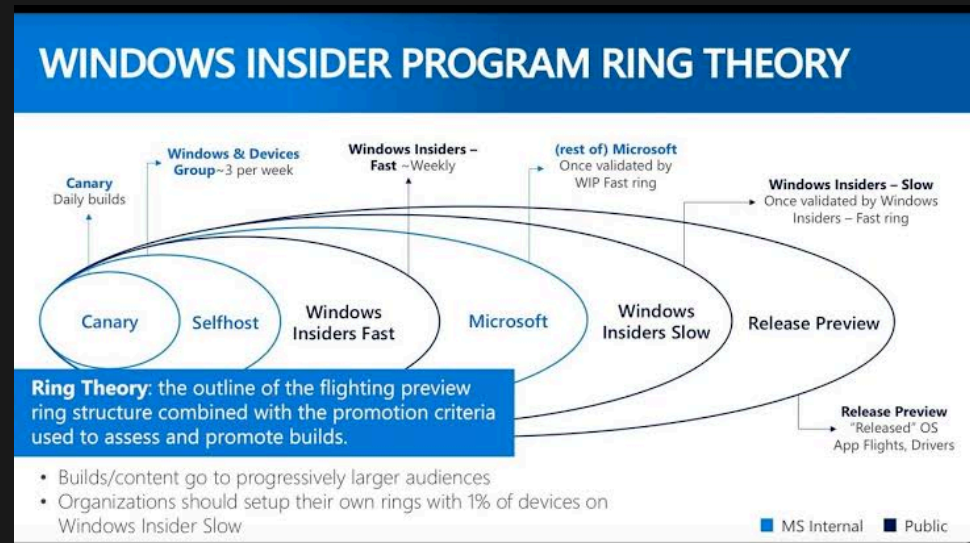 WINDOWS INSIDER PROGRAM RING THEORY
Canary
Daily builds
Windows & Devices
Group~3 per week
Windows Insiders –
Fast ~Weekly
(rest of) Microsoft
Once validated by
WIP Fast ring
Windows Insiders – Slow
Once validated by Windows
Insiders – Fast ring
Canary
Selfhost
Windows
Insiders Fast
Microsoft
Windows
Insiders Slow
Release Preview
Ring Theory: the outline of the flighting preview
ring structure combined with the promotion criteria
used to assess and promote builds.
Release Preview
“Released” OS
App Flights, Drivers
• Builds/content go to progressively larger audiences
• Organizations should setup their own rings with 1% of devices on
Windows Insider Slow
MS Internal
Public